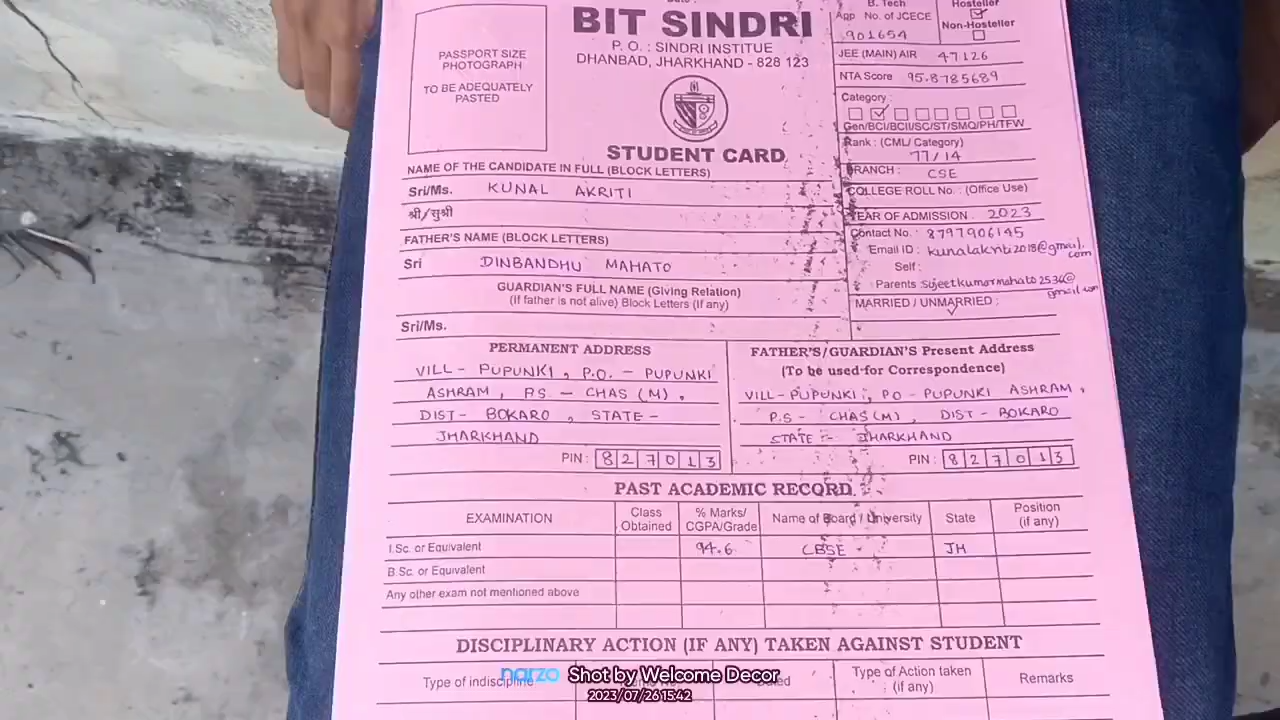 BIT SINDRI
P. O. : SINDRI INSTITUE
DHANBAD, JHARKHAND - 828 123
STUDENT CARD
PASSPORT SIZE
PHOTOGRAPH
TO BE ADEQUATELY
PASTED
B. Tech
Hosteller
App No. of JCECE
901654
Non-Hosteller
JEE (MAIN) AIR 47126
NTA Score 95.8785689
Category :
Gen/BCI/BCII/SC/ST/SMQ/PH/TFW
Rank : (CML/ Category)
77/14
BRANCH : CSE
COLLEGE ROLL No. : (Office Use)
YEAR OF ADMISSION : 2023
Contact No. : 8797906145
Email ID : kunalakriti2018@gmail.com
Self :
Parents sujeetkumarmahato2536@gmail.com
MARRIED / UNMARRIED :
NAME OF THE CANDIDATE IN FULL (BLOCK LETTERS)
Sri/Ms. KUNAL AKRITI
श्री/सुश्री
FATHER'S NAME (BLOCK LETTERS)
Sri DINBANDHU MAHATO
GUARDIAN'S FULL NAME (Giving Relation)
(If father is not alive) Block Letters (if any)
Sri/Ms.
PERMANENT ADDRESS
VILL - PUPUNKI, P.O. - PUPUNKI
ASHRAM, PS - CHAS (M),
DIST - BOKARO, STATE -
JHARKHAND
PIN : 827013
FATHER'S/GUARDIAN'S Present Address
(To be used for Correspondence)
VILL-PUPUNKI, PO - PUPUNKI ASHRAM,
P.S - CHAS(M), DIST - BOKARO
STATE :- JHARKHAND
PIN : 827013
PAST ACADEMIC RECORD
EXAMINATION Class Obtained % Marks/ CGPA/Grade Name of Board / University State Position (if any)
I.Sc. or Equivalent 94.6 CBSE JH
B.Sc. or Equivalent
Any other exam not mentioned above
DISCIPLINARY ACTION (IF ANY) TAKEN AGAINST STUDENT
Type of indiscipline Dated Type of Action taken (if any) Remarks
narzo Shot by Welcome Decor
2023/07/26 15:42